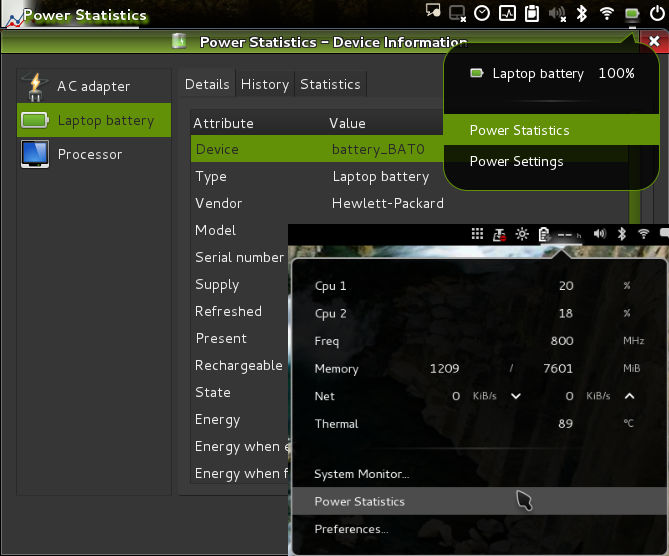 Power Statistics
Power Statistics - Device Information
AC adapter
Laptop battery
Processor
Details History Statistics
Attribute Value
Device battery_BAT0
Type Laptop battery
Vendor Hewlett-Packard
Model
Serial number
Supply
Refreshed
Present
Rechargeable
State
Energy
Energy when e
Energy when f
Laptop battery 100%
Power Statistics
Power Settings
Cpu 1 20 %
Cpu 2 18 %
Freq 800 MHz
Memory 1209 / 7601 MiB
Net 0 KiB/s 0 KiB/s
Thermal 89 °C
System Monitor...
Power Statistics
Preferences...